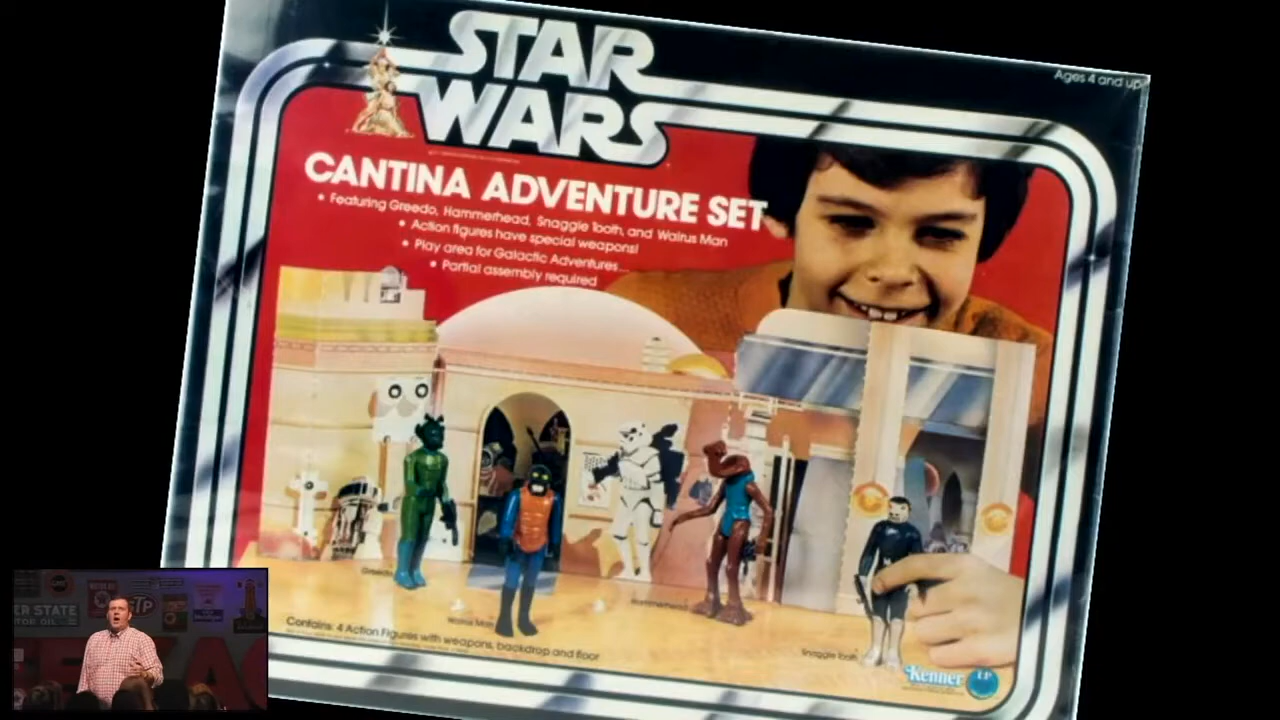 STAR
WARS
Ages 4 and up
CANTINA ADVENTURE SET
• Featuring Greedo, Hammerhead, Snaggle Tooth, and Walrus Man
• Action figures have special weapons!
• Play area for Galactic Adventures...
• Partial assembly required
Greedo
Walrus Man
Hammerhead
Snaggle Tooth
Contains: 4 Action Figures with weapons, backdrop and floor
Kenner
STP
STATE